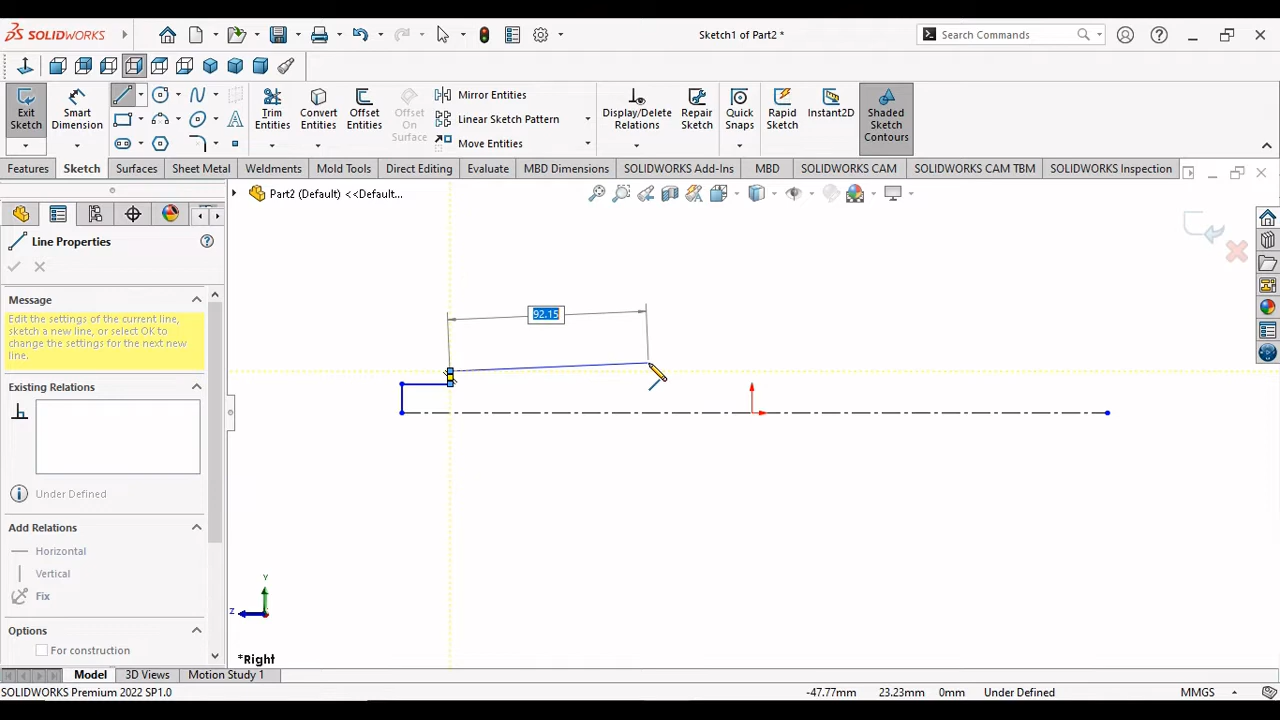 SOLIDWORKS
Sketch1 of Part2 *
Search Commands
Exit Sketch
Smart Dimension
Trim Entities
Convert Entities
Offset Entities
Offset On Surface
Mirror Entities
Linear Sketch Pattern
Move Entities
Display/Delete Relations
Repair Sketch
Quick Snaps
Rapid Sketch
Instant2D
Shaded Sketch Contours
Features
Sketch
Surfaces
Sheet Metal
Weldments
Mold Tools
Direct Editing
Evaluate
MBD Dimensions
SOLIDWORKS Add-Ins
MBD
SOLIDWORKS CAM
SOLIDWORKS CAM TBM
SOLIDWORKS Inspection
Part2 (Default) <<Default...
Line Properties
Message
Edit the settings of the current line,
sketch a new line, or select OK to
change the settings for the next new
line.
Existing Relations
Under Defined
Add Relations
Horizontal
Vertical
Fix
Options
For construction
92.15
Y
Z
*Right
Model
3D Views
Motion Study 1
SOLIDWORKS Premium 2022 SP1.0
-47.77mm
23.23mm
0mm
Under Defined
MMGS